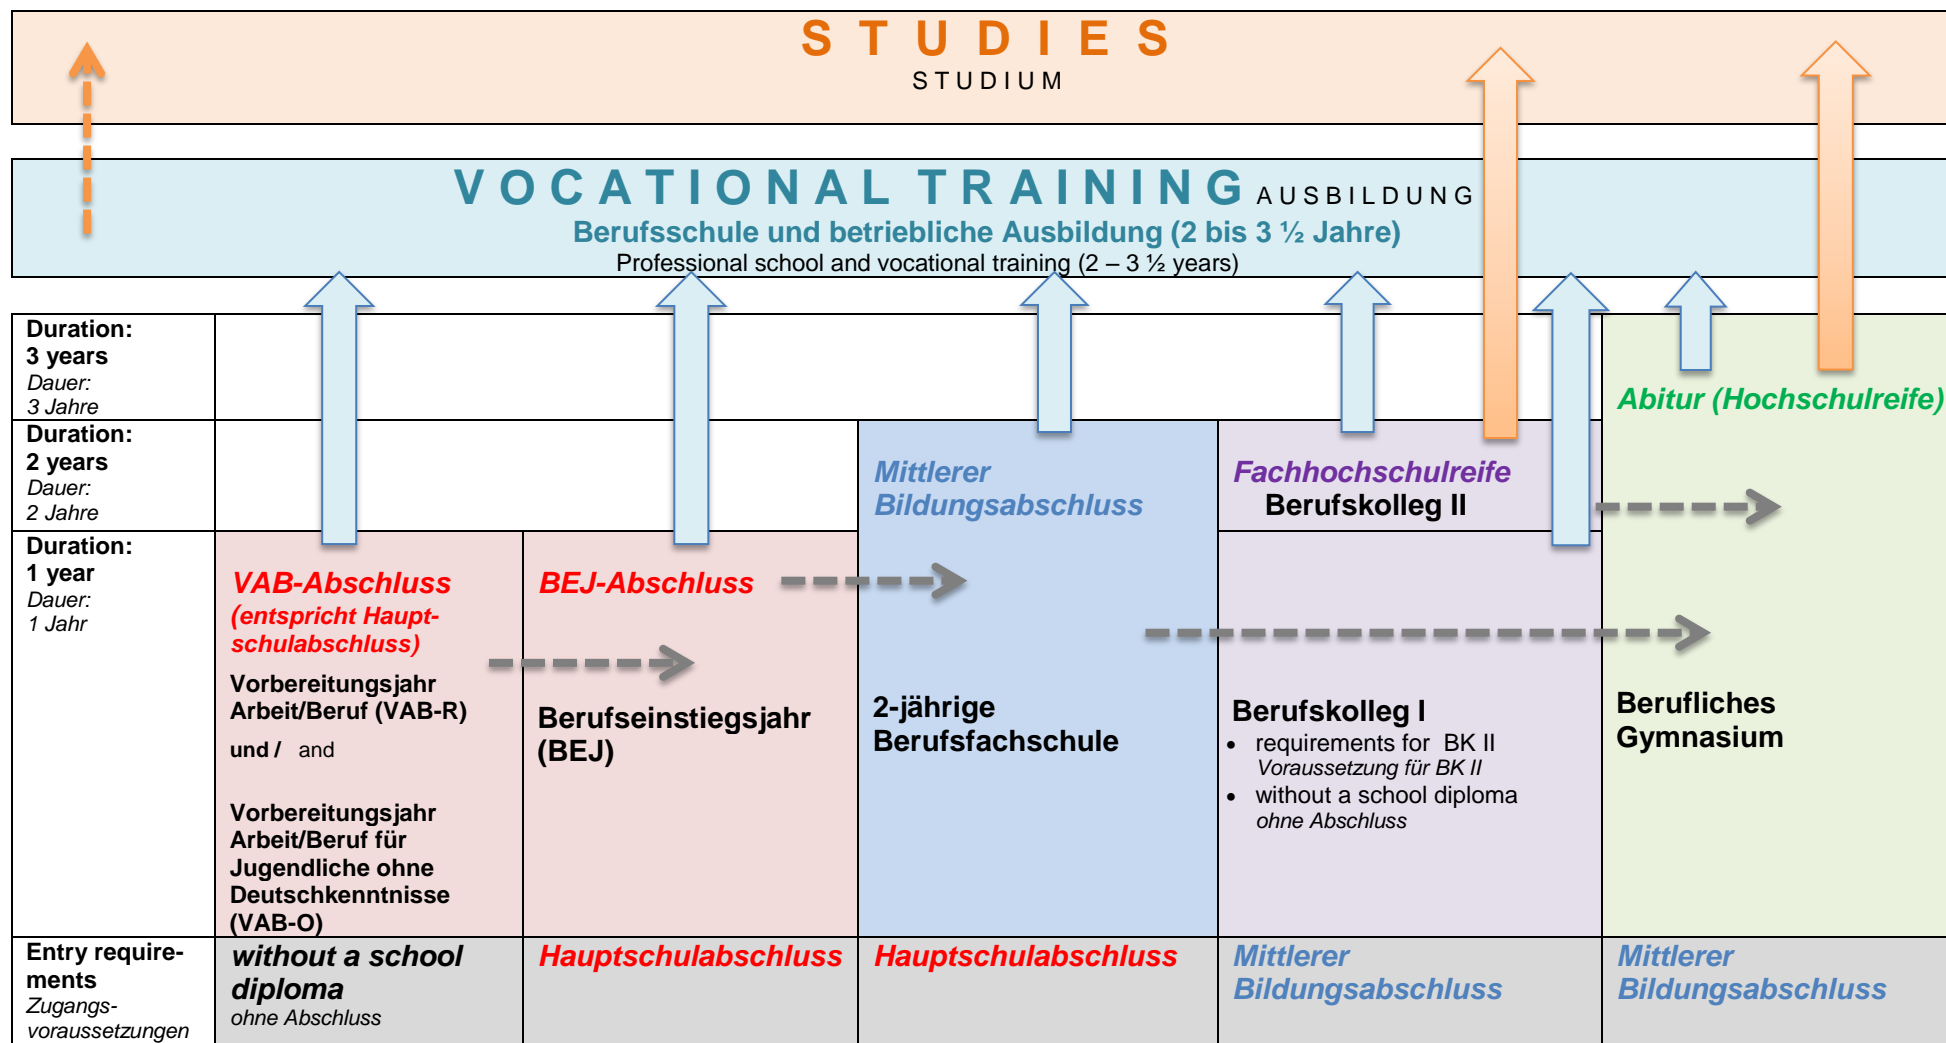 STUDIES
STUDIUM
VOCATIONAL TRAINING AUSBILDUNG
Berufsschule und betriebliche Ausbildung (2 bis 3 ½ Jahre)
Professional school and vocational training (2 – 3 ½ years)
Duration:
3 years
Dauer:
3 Jahre
Abitur (Hochschulreife)
Duration:
2 years
Dauer:
2 Jahre
Mittlerer
Bildungsabschluss
Fachhochschulreife
Berufskolleg II
Duration:
1 year
Dauer:
1 Jahr
VAB-Abschluss
(entspricht Haupt-
schulabschluss)
Vorbereitungsjahr
Arbeit/Beruf (VAB-R)
und / and
Vorbereitungsjahr
Arbeit/Beruf für
Jugendliche ohne
Deutschkenntnisse
(VAB-O)
BEJ-Abschluss
Berufseinstiegsjahr
(BEJ)
2-jährige
Berufsfachschule
Berufskolleg I
• requirements for BK II
Voraussetzung für BK II
• without a school diploma
ohne Abschluss
Berufliches
Gymnasium
Entry require-
ments
Zugangs-
voraussetzungen
without a school
diploma
ohne Abschluss
Hauptschulabschluss
Hauptschulabschluss
Mittlerer
Bildungsabschluss
Mittlerer
Bildungsabschluss